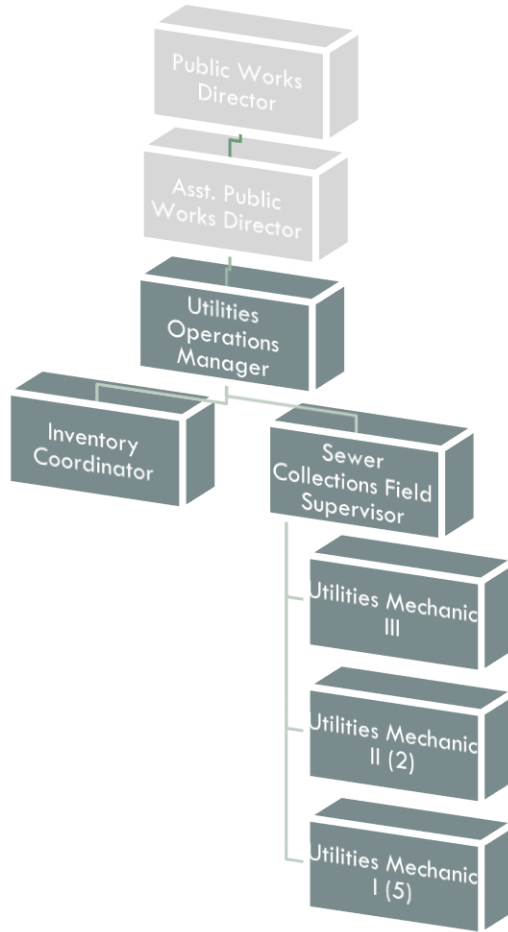 Public Works
Director
Asst. Public
Works Director
Utilities
Operations
Manager
Inventory
Coordinator
Sewer
Collections Field
Supervisor
Utilities Mechanic
III
Utilities Mechanic
II (2)
Utilities Mechanic
I (5)